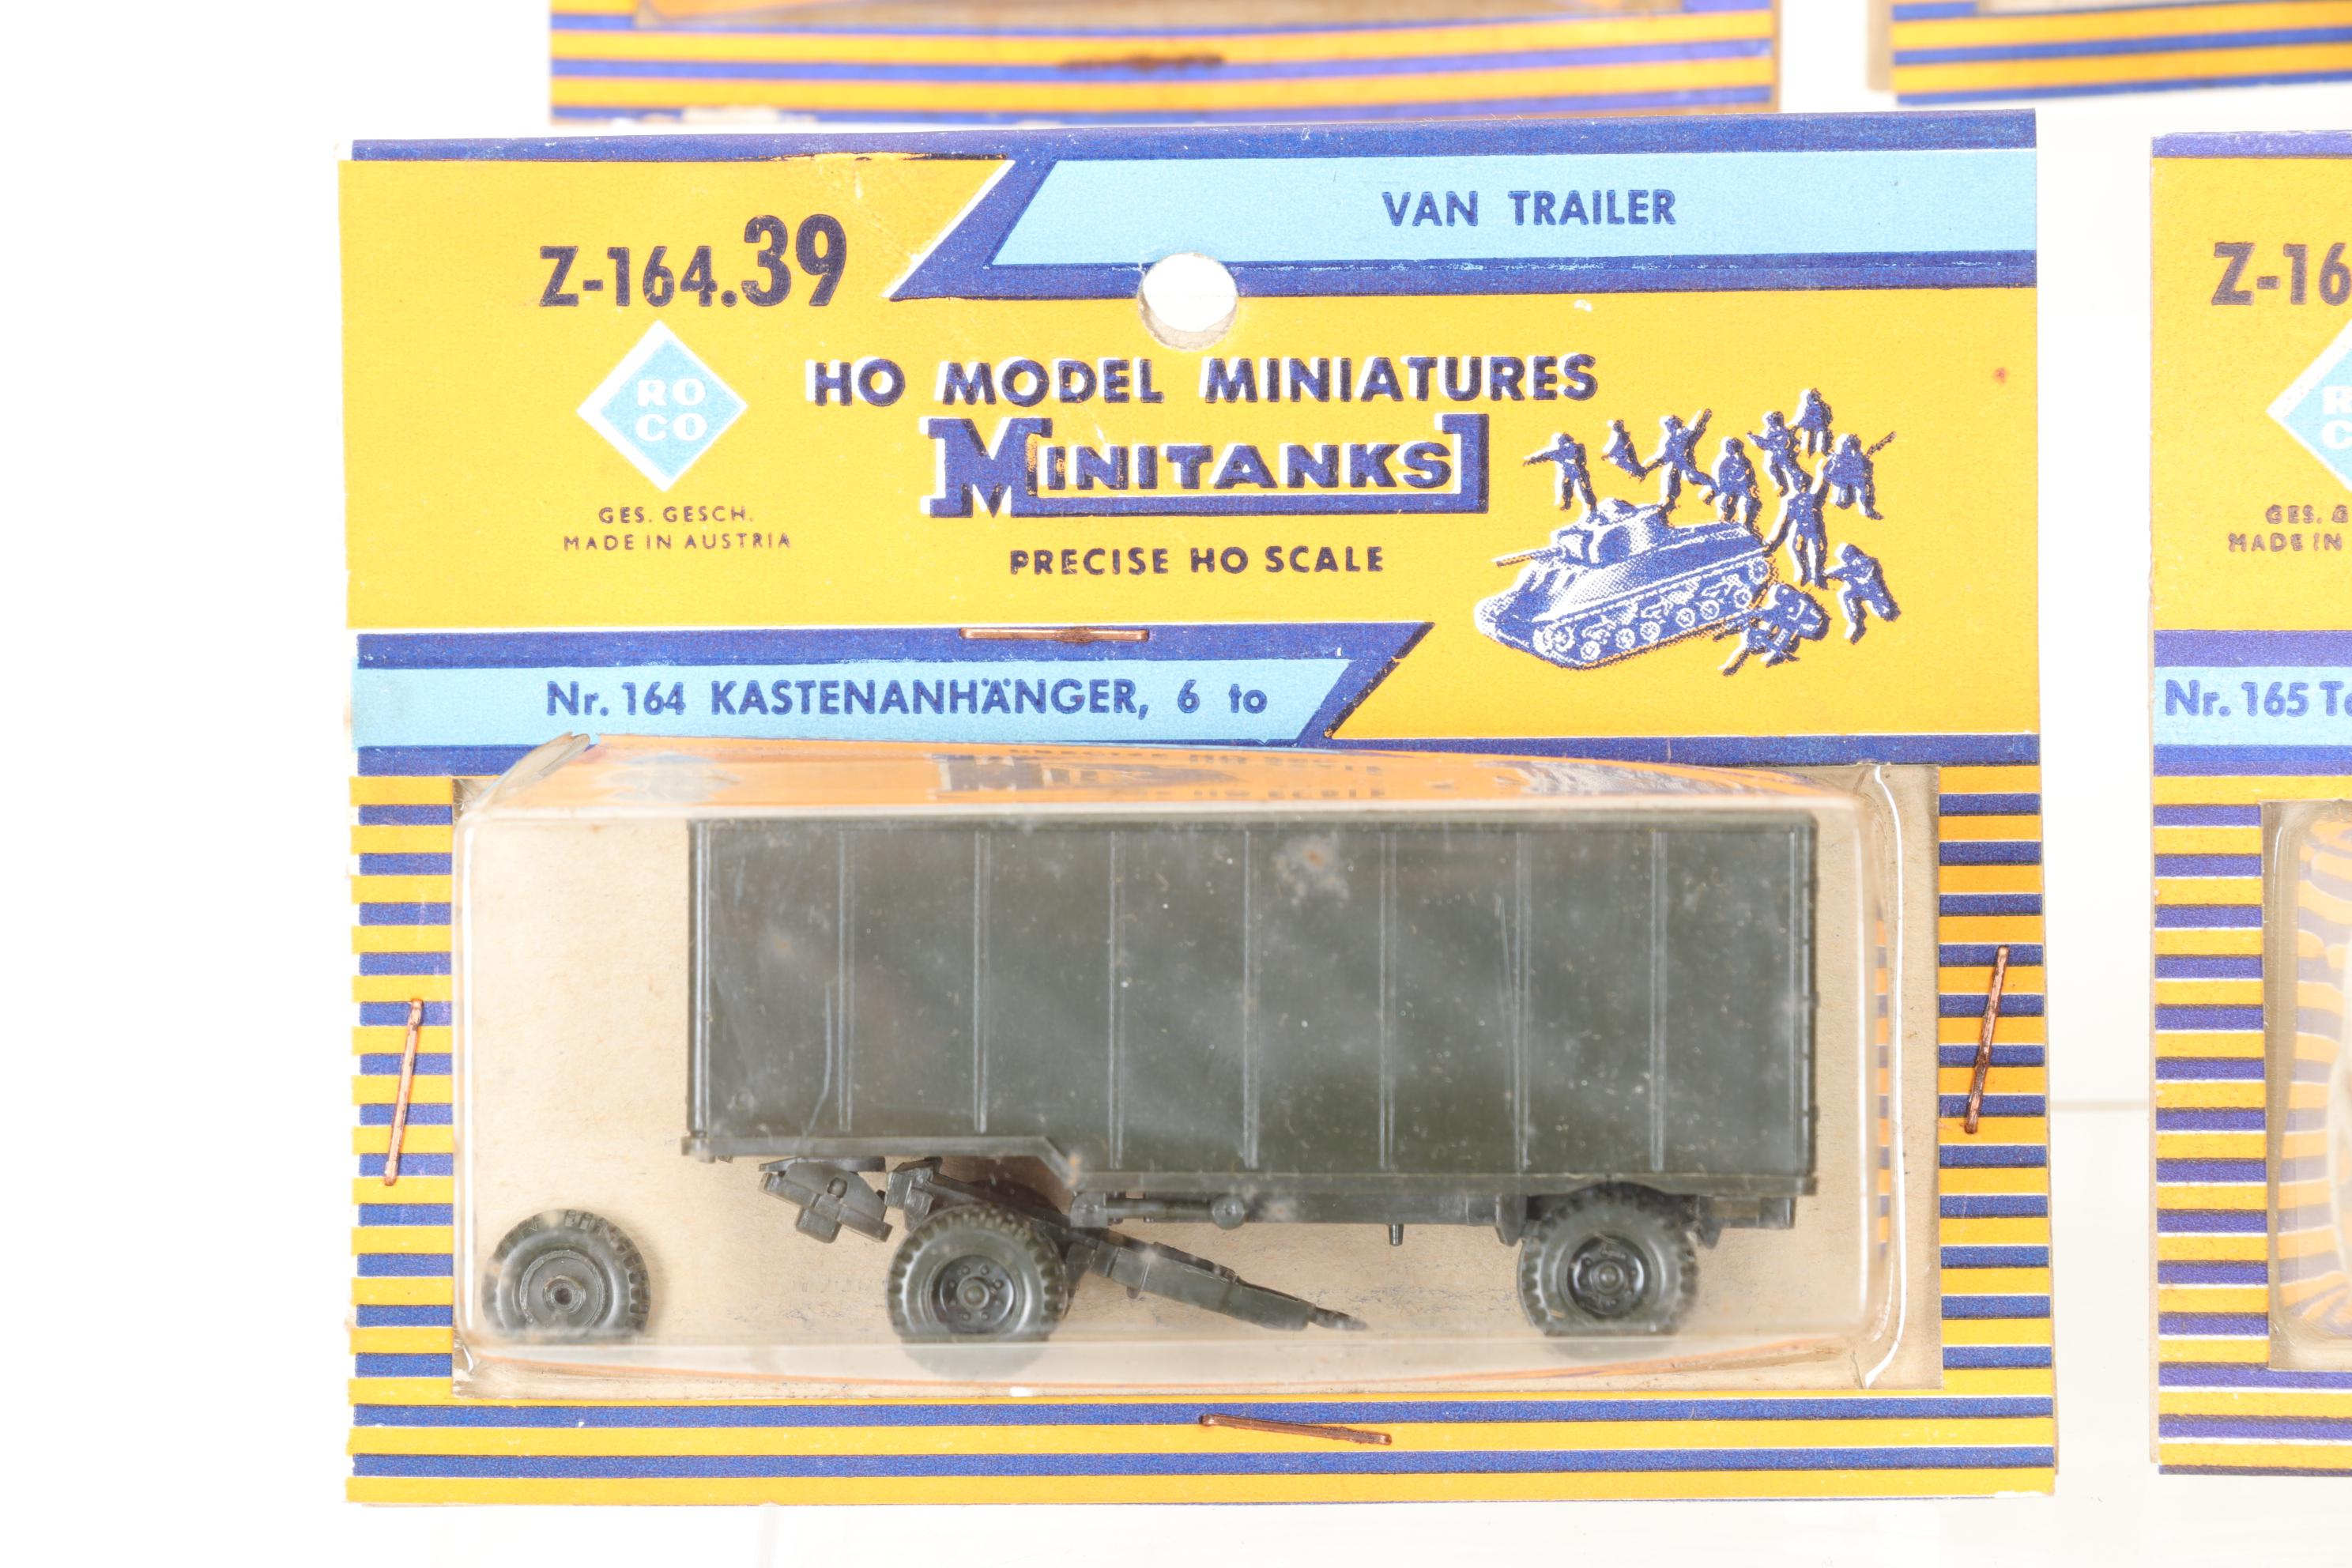 VAN TRAILER
Z-164.39
RO
CO
GES. GESCH.
MADE IN AUSTRIA
HO MODEL MINIATURES
MINITANKS
PRECISE HO SCALE
Nr. 164 KASTENANHÄNGER, 6 to
Z-16
GES.
MADE IN
Nr. 165